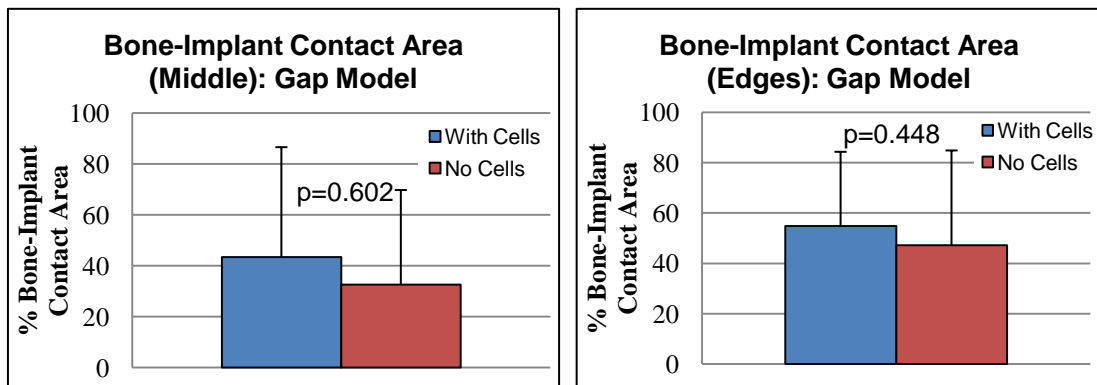 Bone-Implant Contact Area
(Middle): Gap Model
% Bone-Implant
Contact Area
100
80
60
40
20
0
With Cells
No Cells
p=0.602
Bone-Implant Contact Area
(Edges): Gap Model
% Bone-Implant
Contact Area
100
80
60
40
20
0
With Cells
No Cells
p=0.448